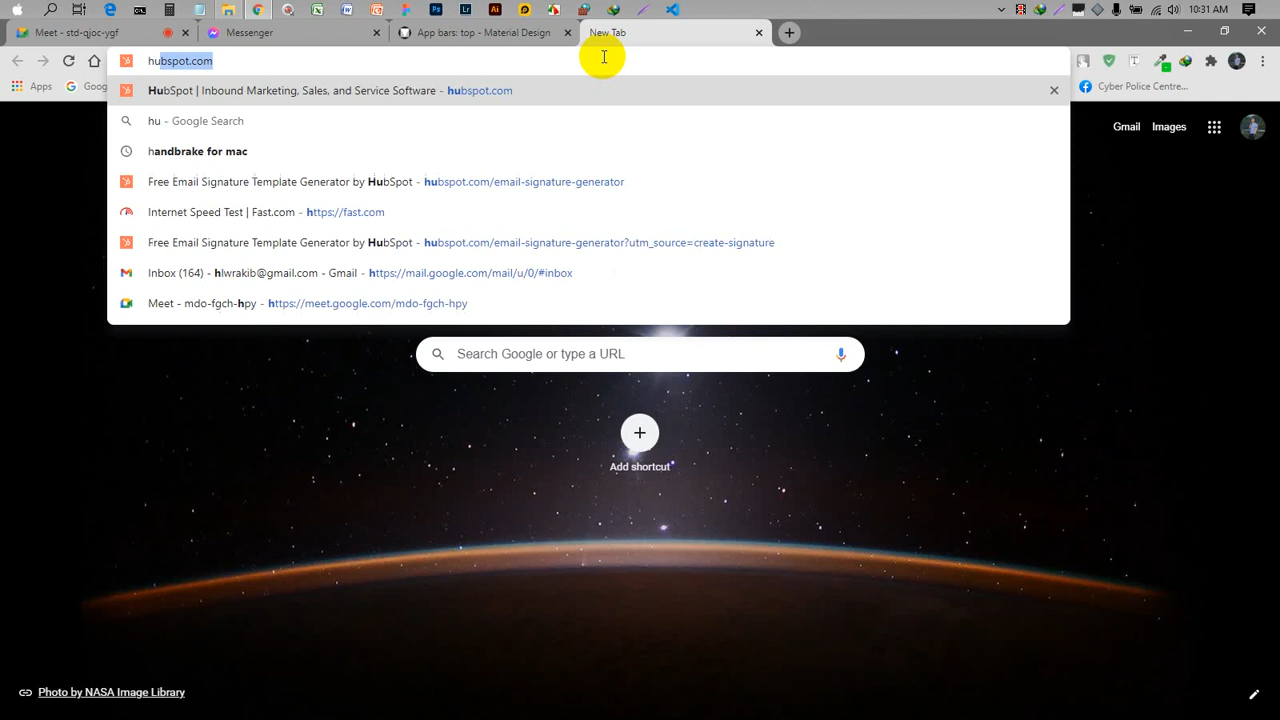 10:31 AM
Meet - std-qjoc-ygf
Messenger
App bars: top - Material Design
New Tab
hubspot.com
Apps
Cyber Police Centre...
HubSpot | Inbound Marketing, Sales, and Service Software - hubspot.com
hu - Google Search
handbrake for mac
Free Email Signature Template Generator by HubSpot - hubspot.com/email-signature-generator
Internet Speed Test | Fast.com - https://fast.com
Free Email Signature Template Generator by HubSpot - hubspot.com/email-signature-generator?utm_source=create-signature
Inbox (164) - hlwrakib@gmail.com - Gmail - https://mail.google.com/mail/u/0/#inbox
Meet - mdo-fgch-hpy - https://meet.google.com/mdo-fgch-hpy
Gmail Images
Search Google or type a URL
Add shortcut
Photo by NASA Image Library